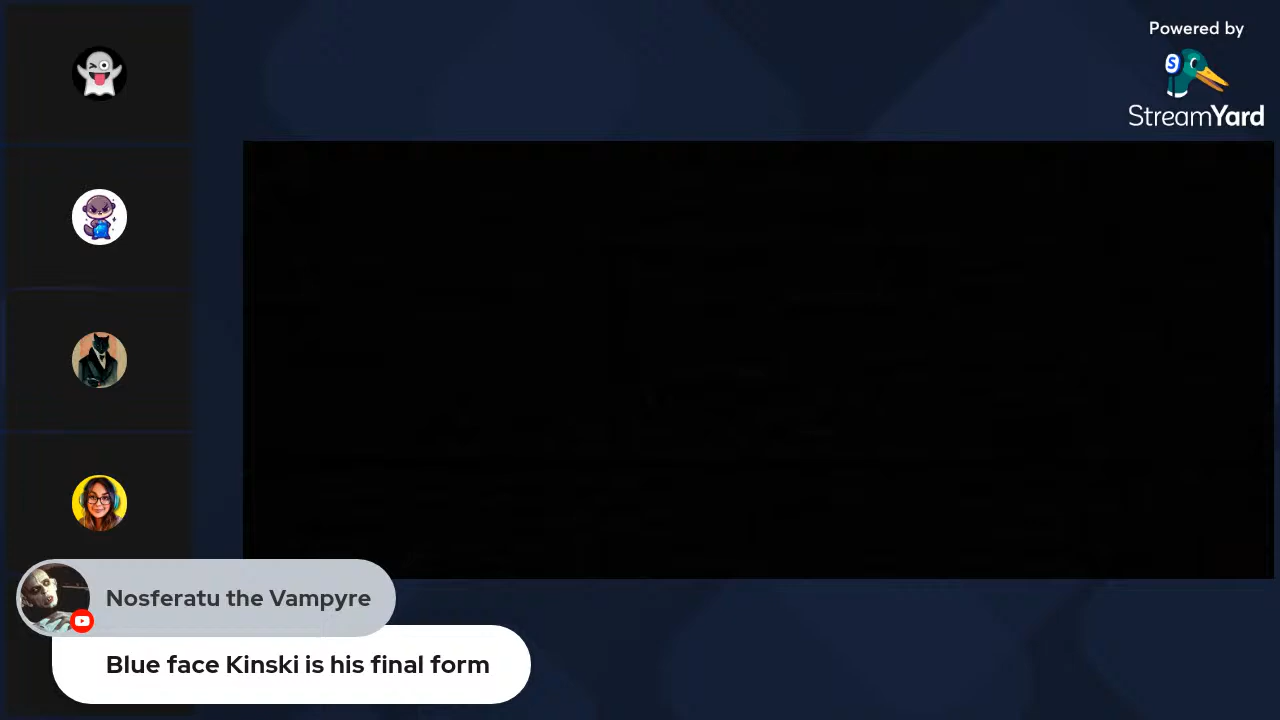 Powered by
StreamYard
Nosferatu the Vampyre
Blue face Kinski is his final form